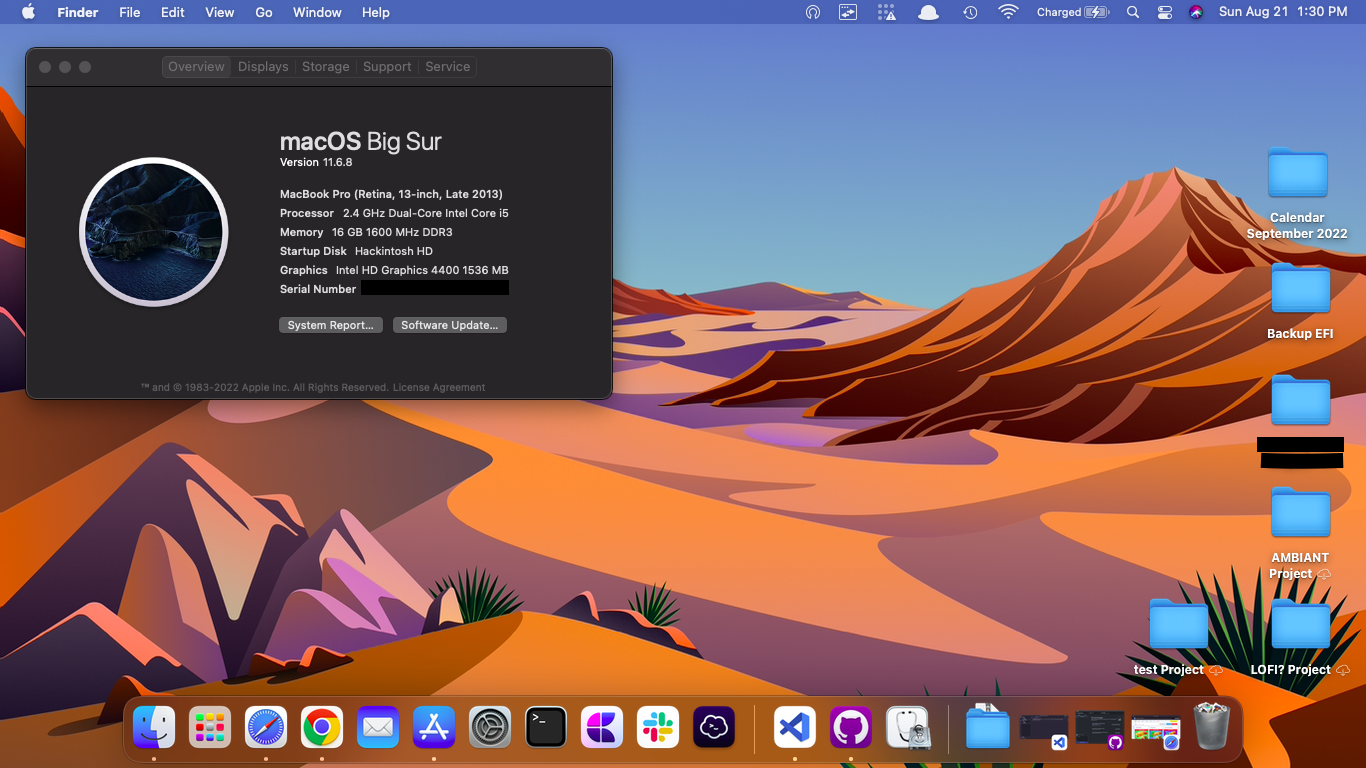 Finder File Edit View Go Window Help
Charged Sun Aug 21 1:30 PM
Overview Displays Storage Support Service
macOS Big Sur
Version 11.6.8
MacBook Pro (Retina, 13-inch, Late 2013)
Processor 2.4 GHz Dual-Core Intel Core i5
Memory 16 GB 1600 MHz DDR3
Startup Disk Hackintosh HD
Graphics Intel HD Graphics 4400 1536 MB
Serial Number
System Report... Software Update...
™ and © 1983-2022 Apple Inc. All Rights Reserved. License Agreement
Calendar
September 2022
Backup EFI
AMBIANT
Project
test Project
LOFI? Project